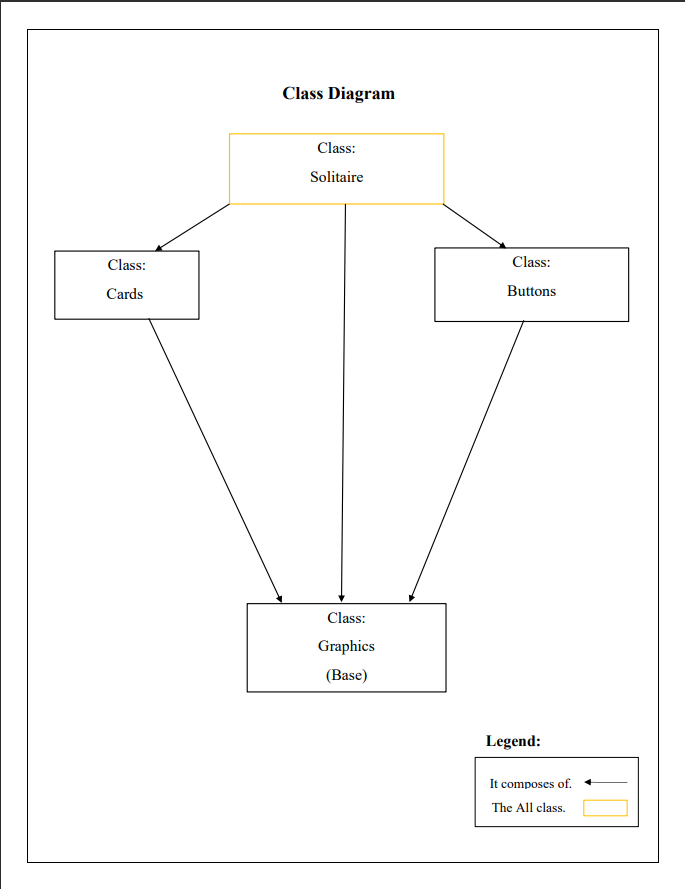 Class Diagram
Class:
Solitaire
Class:
Cards
Class:
Buttons
Class:
Graphics
(Base)
Legend:
It composes of.
The All class.